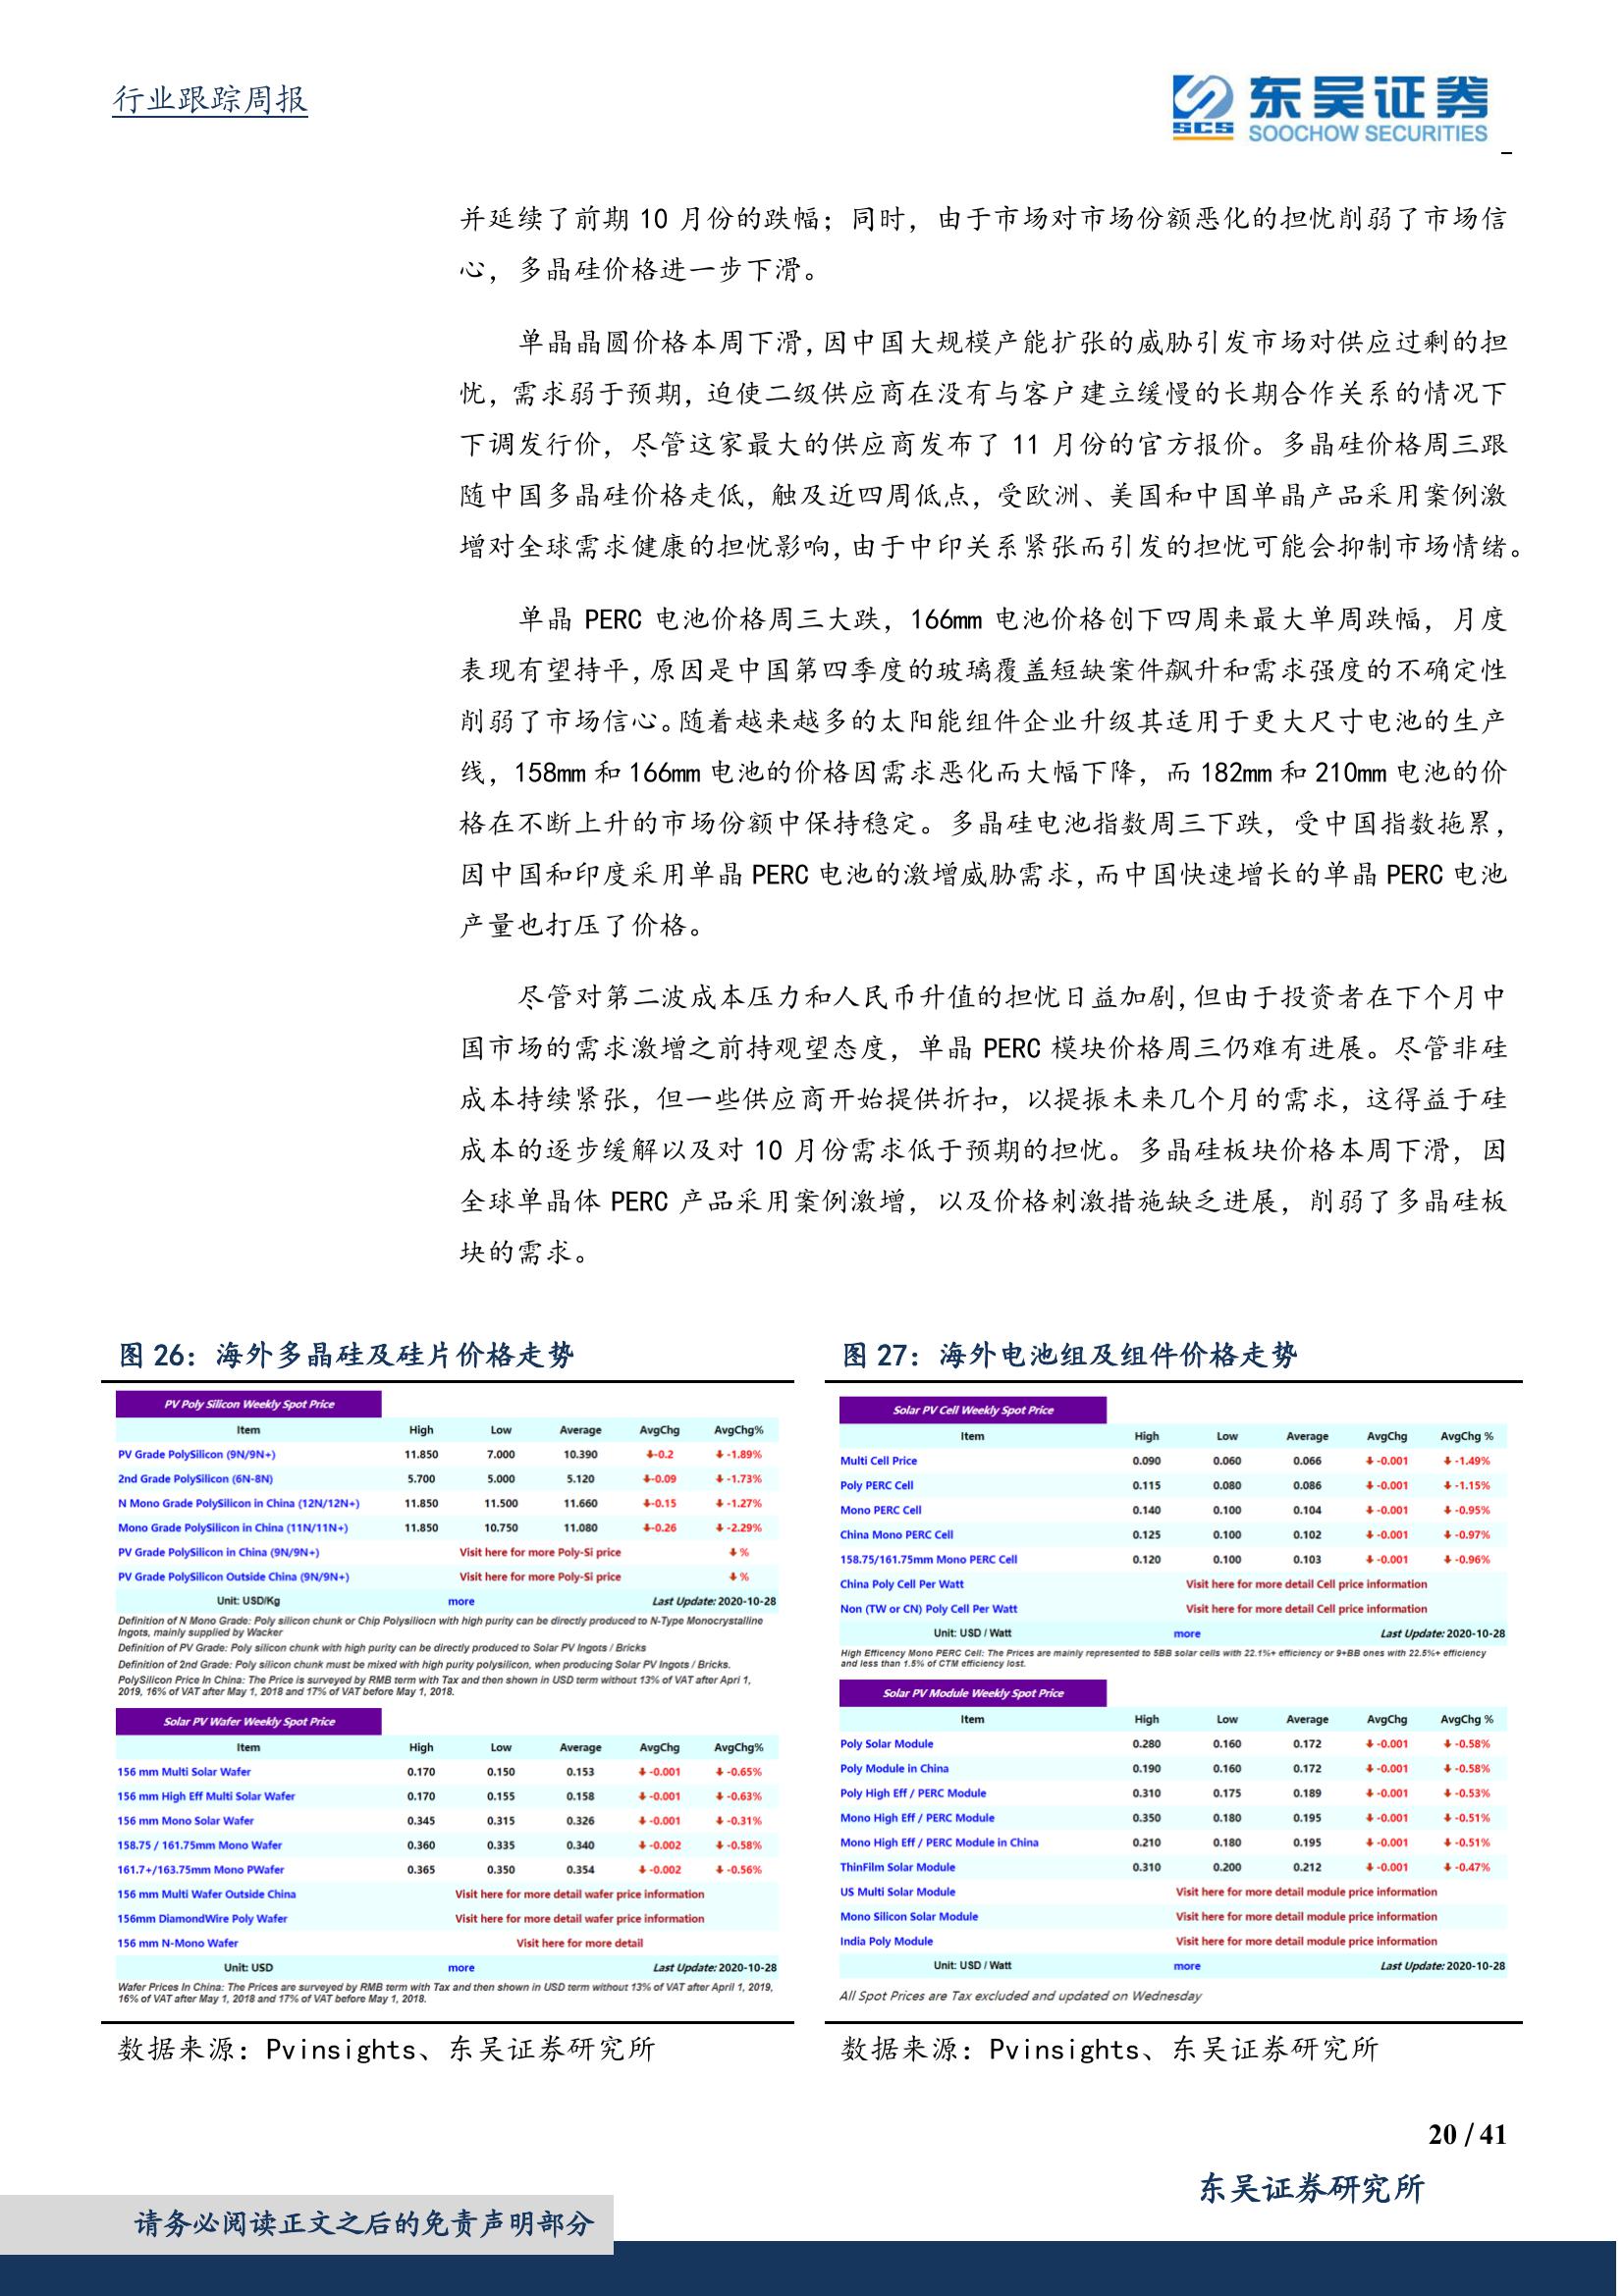 行业跟踪周报
东吴证券
SCS
SOOCHOW SECURITIES
并延续了前期 10 月份的跌幅；同时，由于市场对市场份额恶化的担忧削弱了市场信
心，多晶硅价格进一步下滑。
单晶晶圆价格本周下滑,因中国大规模产能扩张的威胁引发市场对供应过剩的担
忧，需求弱于预期，迫使二级供应商在没有与客户建立缓慢的长期合作关系的情况下
下调发行价，尽管这家最大的供应商发布了 11 月份的官方报价。多晶硅价格周三跟
随中国多晶硅价格走低，触及近四周低点，受欧洲、美国和中国单晶产品采用案例激
增对全球需求健康的担忧影响,由于中印关系紧张而引发的担忧可能会抑制市场情绪。
单晶 PERC 电池价格周三大跌，166mm 电池价格创下四周来最大单周跌幅，月度
表现有望持平,原因是中国第四季度的玻璃覆盖短缺案件飙升和需求强度的不确定性
削弱了市场信心。随着越来越多的太阳能组件企业升级其适用于更大尺寸电池的生产
线，158mm 和 166mm 电池的价格因需求恶化而大幅下降，而 182mm 和 210mm 电池的价
格在不断上升的市场份额中保持稳定。多晶硅电池指数周三下跌，受中国指数拖累，
因中国和印度采用单晶 PERC 电池的激增威胁需求,而中国快速增长的单晶 PERC 电池
产量也打压了价格。
尽管对第二波成本压力和人民币升值的担忧日益加剧,但由于投资者在下个月中
国市场的需求激增之前持观望态度，单晶 PERC 模块价格周三仍难有进展。尽管非硅
成本持续紧张，但一些供应商开始提供折扣，以提振未来几个月的需求，这得益于硅
成本的逐步缓解以及对 10 月份需求低于预期的担忧。多晶硅板块价格本周下滑，因
全球单晶体 PERC 产品采用案例激增，以及价格刺激措施缺乏进展，削弱了多晶硅板
块的需求。
图 26：海外多晶硅及硅片价格走势
PV Poly Silicon Weekly Spot Price
Item High Low Average AvgChg AvgChg%
PV Grade PolySilicon (9N/9N+) 11.850 7.000 10.390 -0.2 -1.89%
2nd Grade PolySilicon (6N-8N) 5.700 5.000 5.120 -0.09 -1.73%
N Mono Grade PolySilicon in China (12N/12N+) 11.850 11.500 11.660 -0.15 -1.27%
Mono Grade PolySilicon in China (11N/11N+) 11.850 10.750 11.080 -0.26 -2.29%
PV Grade PolySilicon in China (9N/9N+) Visit here for more Poly-Si price %
PV Grade PolySilicon Outside China (9N/9N+) Visit here for more Poly-Si price %
Unit: USD/Kg more Last Update: 2020-10-28
Definition of N Mono Grade: Poly silicon chunk or Chip Polysiliocn with high purity can be directly produced to N-Type Monocrystalline
Ingots, mainly supplied by Wacker
Definition of PV Grade: Poly silicon chunk with high purity can be directly produced to Solar PV Ingots / Bricks
Definition of 2nd Grade: Poly silicon chunk must be mixed with high purity polysilicon, when producing Solar PV Ingots / Bricks.
PolySilicon Price In China: The Price is surveyed by RMB term with Tax and then shown in USD term without 13% of VAT after Apri 1,
2019, 16% of VAT after May 1, 2018 and 17% of VAT before May 1, 2018.
Solar PV Wafer Weekly Spot Price
Item High Low Average AvgChg AvgChg%
156 mm Multi Solar Wafer 0.170 0.150 0.153 -0.001 -0.65%
156 mm High Eff Multi Solar Wafer 0.170 0.155 0.158 -0.001 -0.63%
156 mm Mono Solar Wafer 0.345 0.315 0.326 -0.001 -0.31%
158.75 / 161.75mm Mono Wafer 0.360 0.335 0.340 -0.002 -0.58%
161.7+/163.75mm Mono PWafer 0.365 0.350 0.354 -0.002 -0.56%
156 mm Multi Wafer Outside China Visit here for more detail wafer price information
156mm DiamondWire Poly Wafer Visit here for more detail wafer price information
156 mm N-Mono Wafer Visit here for more detail
Unit: USD more Last Update: 2020-10-28
Wafer Prices In China: The Prices are surveyed by RMB term with Tax and then shown in USD term without 13% of VAT after April 1, 2019,
16% of VAT after May 1, 2018 and 17% of VAT before May 1, 2018.
数据来源：Pvinsights、东吴证券研究所
图 27：海外电池组及组件价格走势
Solar PV Cell Weekly Spot Price
Item High Low Average AvgChg AvgChg %
Multi Cell Price 0.090 0.060 0.066 -0.001 -1.49%
Poly PERC Cell 0.115 0.080 0.086 -0.001 -1.15%
Mono PERC Cell 0.140 0.100 0.104 -0.001 -0.95%
China Mono PERC Cell 0.125 0.100 0.102 -0.001 -0.97%
158.75/161.75mm Mono PERC Cell 0.120 0.100 0.103 -0.001 -0.96%
China Poly Cell Per Watt Visit here for more detail Cell price information
Non (TW or CN) Poly Cell Per Watt Visit here for more detail Cell price information
Unit: USD / Watt more Last Update: 2020-10-28
High Efficency Mono PERC Cell: The Prices are mainly represented to 5BB solar cells with 22.1%+ efficiency or 9+BB ones with 22.5%+ efficiency
and less than 1.5% of CTM efficiency lost.
Solar PV Module Weekly Spot Price
Item High Low Average AvgChg AvgChg %
Poly Solar Module 0.280 0.160 0.172 -0.001 -0.58%
Poly Module in China 0.190 0.160 0.172 -0.001 -0.58%
Poly High Eff / PERC Module 0.310 0.175 0.189 -0.001 -0.53%
Mono High Eff / PERC Module 0.350 0.180 0.195 -0.001 -0.51%
Mono High Eff / PERC Module in China 0.210 0.180 0.195 -0.001 -0.51%
ThinFilm Solar Module 0.310 0.200 0.212 -0.001 -0.47%
US Multi Solar Module Visit here for more detail module price information
Mono Silicon Solar Module Visit here for more detail module price information
India Poly Module Visit here for more detail module price information
Unit: USD / Watt more Last Update: 2020-10-28
All Spot Prices are Tax excluded and updated on Wednesday
数据来源：Pvinsights、东吴证券研究所
20 / 41
东吴证券研究所
请务必阅读正文之后的免责声明部分